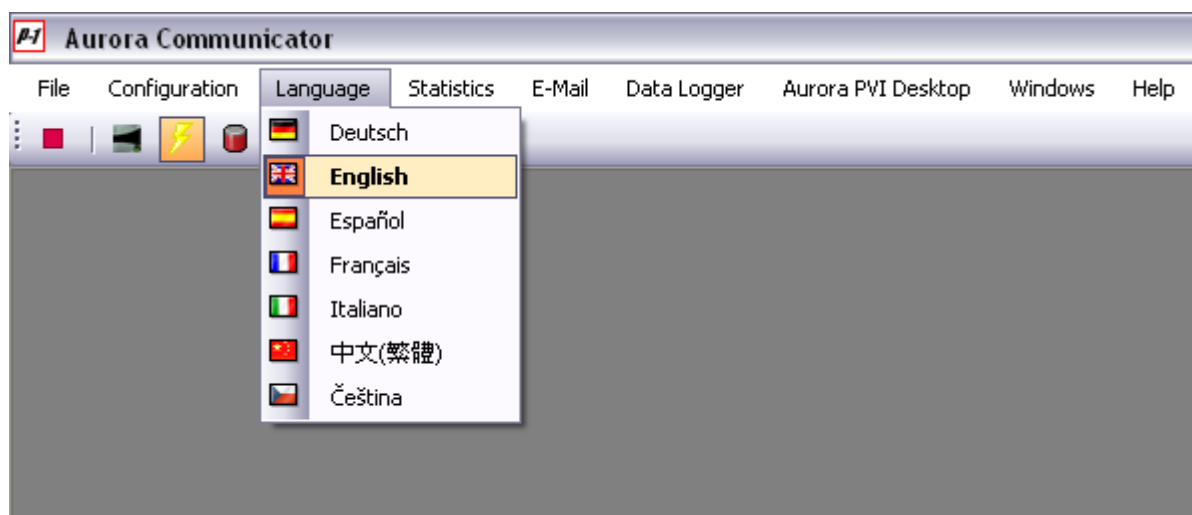 P-1 Aurora Communicator
File Configuration Language Statistics E-Mail Data Logger Aurora PVI Desktop Windows Help
Deutsch
English
Español
Français
Italiano
中文(繁體)
Čeština